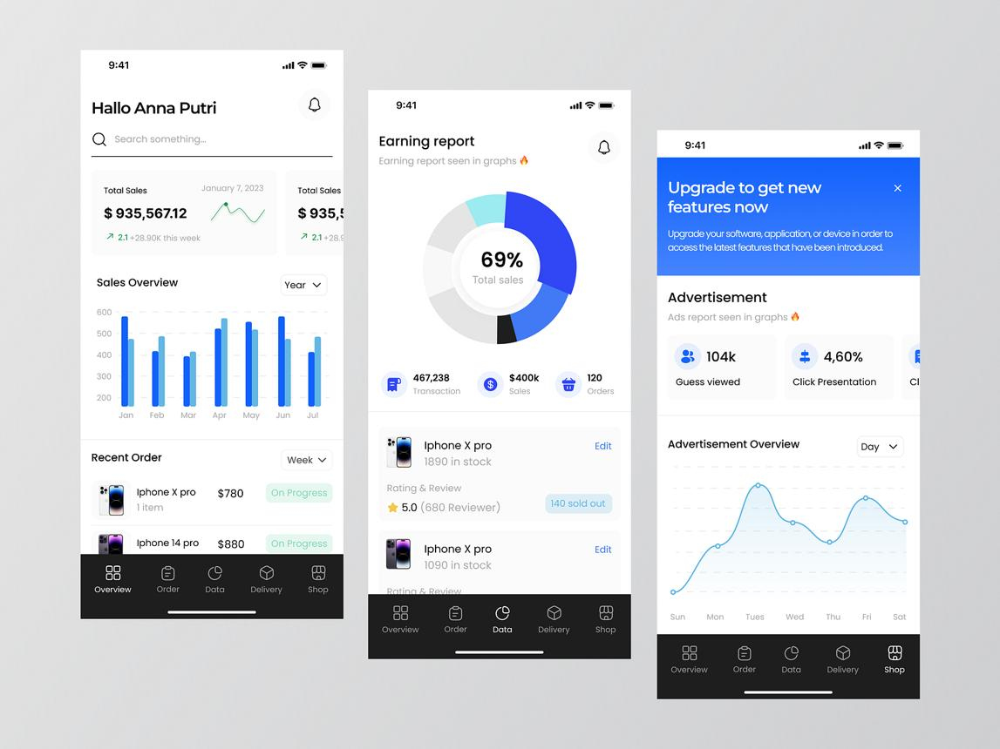 9:41
Hallo Anna Putri
Search something...
Total Sales
January 7, 2023
$ 935,567.12
2.1 +28.90K this week
Total Sales
$ 935,5
2.1 +28.9
Sales Overview
Year
600
500
400
300
200
Jan Feb Mar Apr May Jun Jul
Recent Order
Week
Iphone X pro
1 item
$780
On Progress
Iphone 14 pro
$880
On Progress
Overview Order Data Delivery Shop
9:41
Earning report
Earning report seen in graphs 🔥
69%
Total sales
467,238
Transaction
$400k
Sales
120
Orders
Iphone X pro
Edit
1890 in stock
Rating & Review
5.0 (680 Reviewer)
140 sold out
Iphone X pro
Edit
1090 in stock
Rating & Review
Overview Order Data Delivery Shop
9:41
Upgrade to get new
features now
Upgrade your software, application, or device in order to
access the latest features that have been introduced.
Advertisement
Ads report seen in graphs 🔥
104k
Guess viewed
4,60%
Click Presentation
Cl
Advertisement Overview
Day
Sun Mon Tues Wed Thu Fri Sat
Overview Order Data Delivery Shop